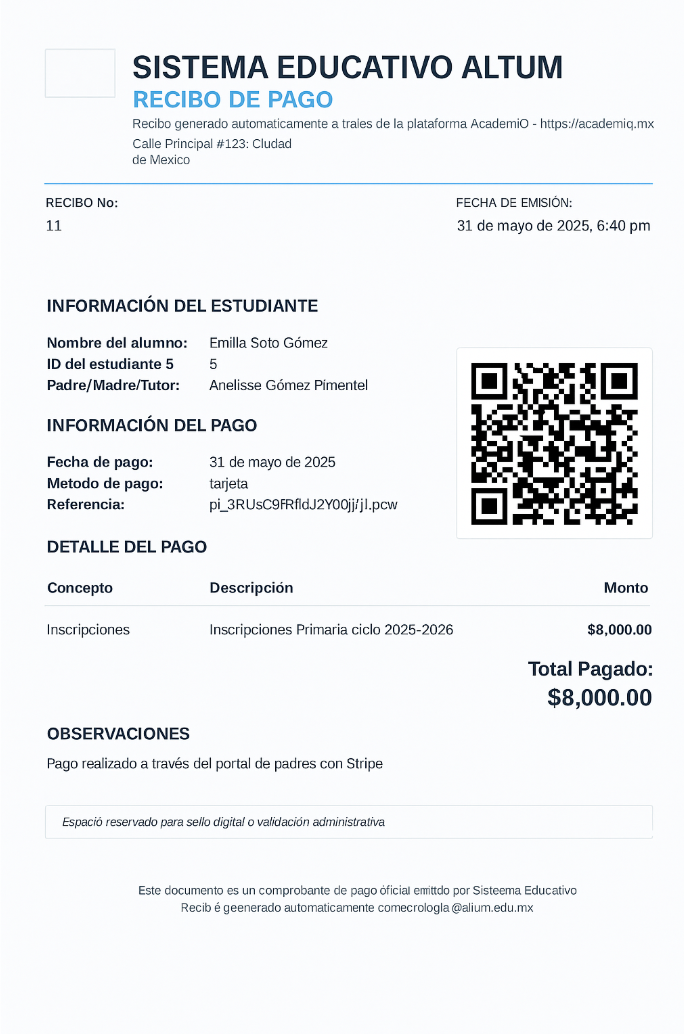 SISTEMA EDUCATIVO ALTUM
RECIBO DE PAGO
Recibo generado automaticamente a trales de la plataforma AcademiO - https://academiq.mx
Calle Principal #123: Cludad
de Mexico
RECIBO No:
FECHA DE EMISIÓN:
11
31 de mayo de 2025, 6:40 pm
INFORMACIÓN DEL ESTUDIANTE
Nombre del alumno: Emilla Soto Gómez
ID del estudiante 5 5
Padre/Madre/Tutor: Anelisse Gómez Pimentel
INFORMACIÓN DEL PAGO
Fecha de pago: 31 de mayo de 2025
Metodo de pago: tarjeta
Referencia: pi_3RUsC9FRfldJ2Y00jj/jl.pcw
DETALLE DEL PAGO
Concepto Descripción Monto
Inscripciones Inscripciones Primaria ciclo 2025-2026 $8,000.00
Total Pagado:
$8,000.00
OBSERVACIONES
Pago realizado a través del portal de padres con Stripe
Espació reservado para sello digital o validación administrativa
Este documento es un comprobante de pago óficial emittdo por Sisteema Educativo
Recib é geenerado automaticamente comecrologla@alium.edu.mx